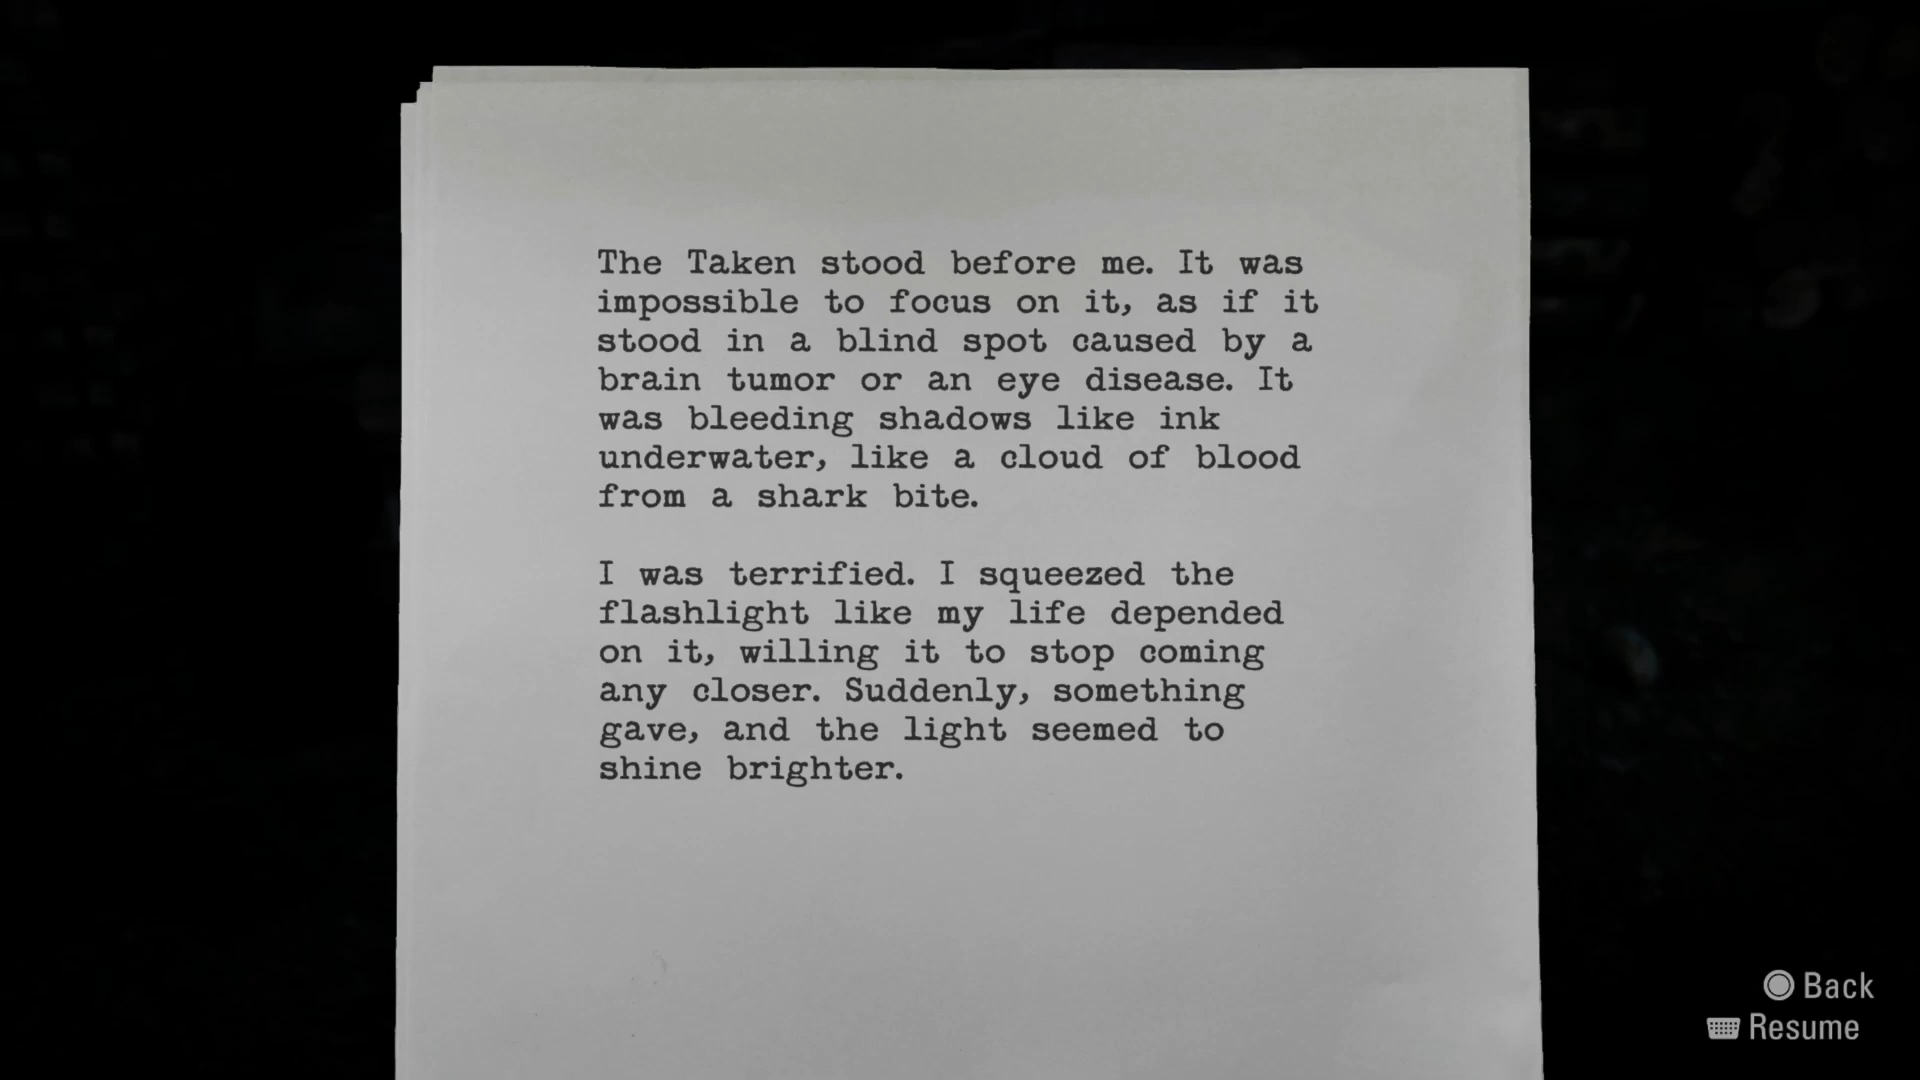 The Taken stood before me. It was
impossible to focus on it, as if it
stood in a blind spot caused by a
brain tumor or an eye disease. It
was bleeding shadows like ink
underwater, like a cloud of blood
from a shark bite.
I was terrified. I squeezed the
flashlight like my life depended
on it, willing it to stop coming
any closer. Suddenly, something
gave, and the light seemed to
shine brighter.
Back
Resume